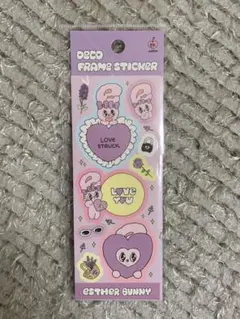 DECO
FRAME STICKER
LOVE
STRUCK
LOVE
YOU
ESTHER BUNNY